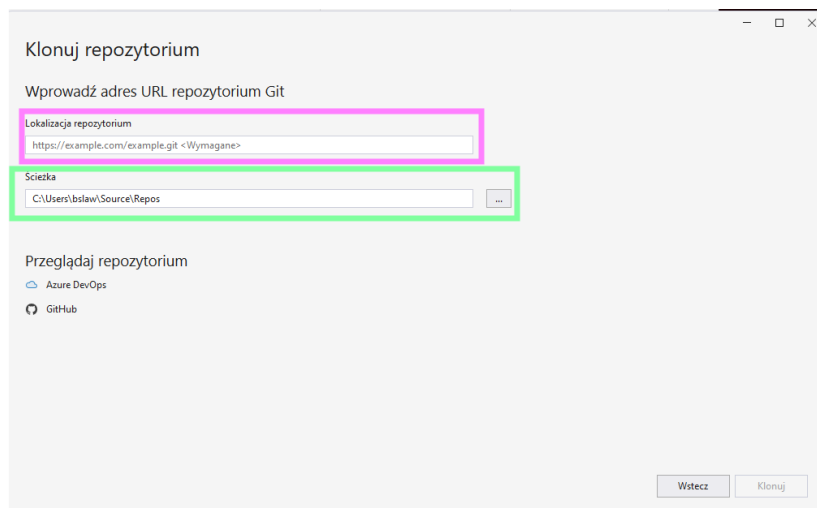 Klonuj repozytorium
Wprowadź adres URL repozytorium Git
Lokalizacja repozytorium
https://example.com/example.git <Wymagane>
Ścieżka
C:\Users\bslaw\Source\Repos
...
Przeglądaj repozytorium
Azure DevOps
GitHub
Wstecz
Klonuj